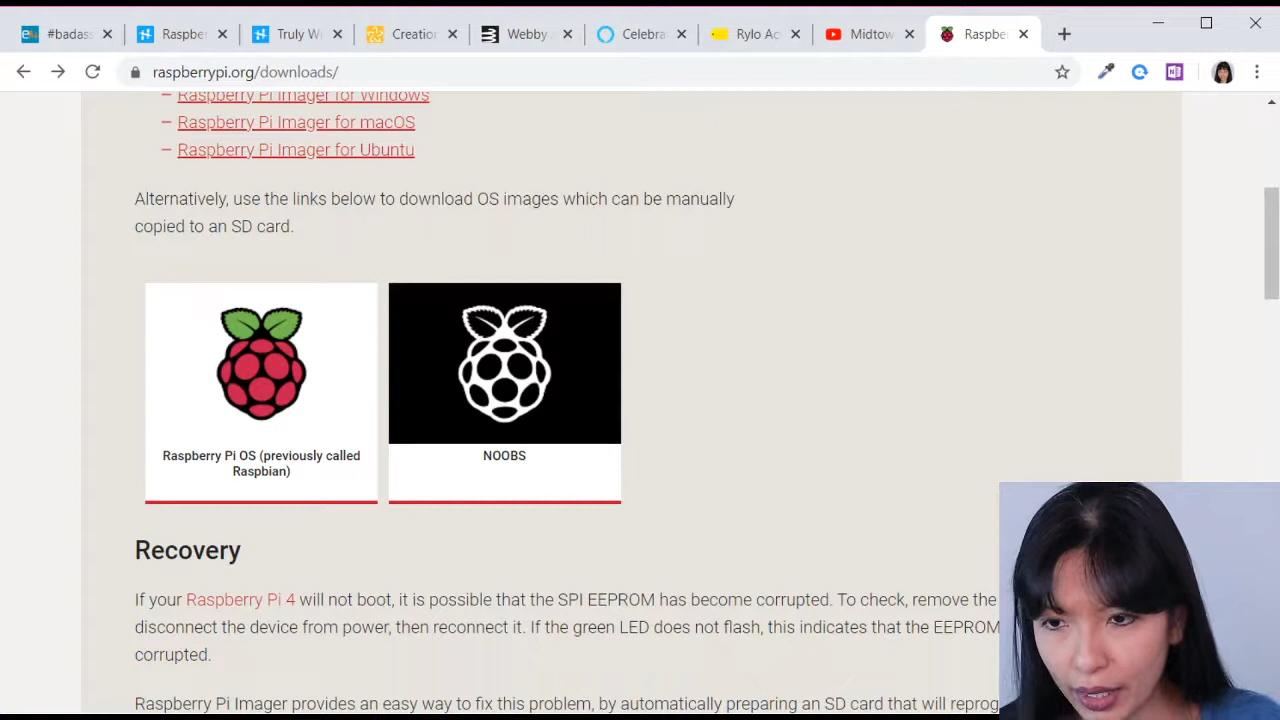 #badas
Raspbe
Truly W
Creation
Webby
Celebra
Rylo Ac
Midtow
Raspbe
raspberrypi.org/downloads/
– Raspberry Pi Imager for Windows
– Raspberry Pi Imager for macOS
– Raspberry Pi Imager for Ubuntu
Alternatively, use the links below to download OS images which can be manually
copied to an SD card.
Raspberry Pi OS (previously called
Raspbian)
NOOBS
Recovery
If your Raspberry Pi 4 will not boot, it is possible that the SPI EEPROM has become corrupted. To check, remove the
disconnect the device from power, then reconnect it. If the green LED does not flash, this indicates that the EEPROM
corrupted.
Raspberry Pi Imager provides an easy way to fix this problem, by automatically preparing an SD card that will reprog